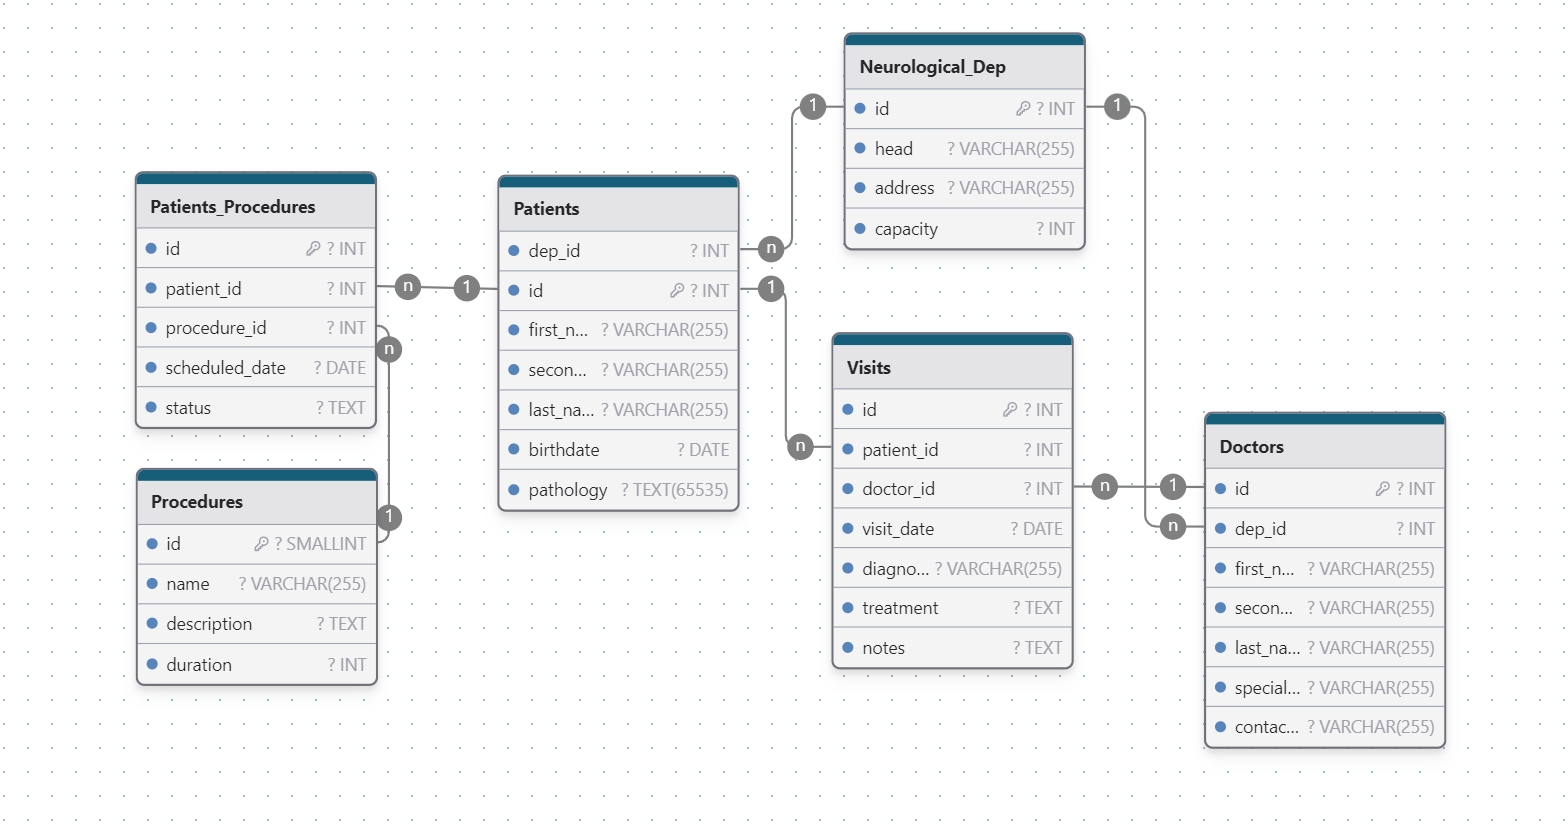 Neurological_Dep
id ? INT
head ? VARCHAR(255)
address ? VARCHAR(255)
capacity ? INT
Patients_Procedures
id ? INT
patient_id ? INT
procedure_id ? INT
scheduled_date ? DATE
status ? TEXT
Patients
dep_id ? INT
id ? INT
first_n... ? VARCHAR(255)
secon... ? VARCHAR(255)
last_na... ? VARCHAR(255)
birthdate ? DATE
pathology ? TEXT(65535)
Visits
id ? INT
patient_id ? INT
doctor_id ? INT
visit_date ? DATE
diagno... ? VARCHAR(255)
treatment ? TEXT
notes ? TEXT
Doctors
id ? INT
dep_id ? INT
first_n... ? VARCHAR(255)
secon... ? VARCHAR(255)
last_na... ? VARCHAR(255)
special... ? VARCHAR(255)
contac... ? VARCHAR(255)
Procedures
id ? SMALLINT
name ? VARCHAR(255)
description ? TEXT
duration ? INT
1
1
n
n
1
1
n
1
n
n
1
n